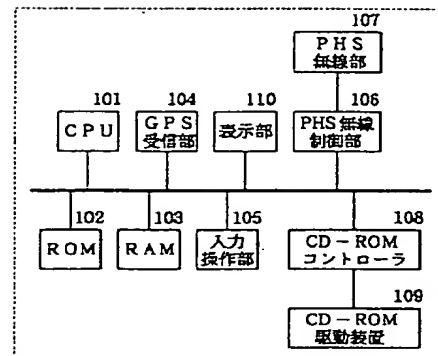 107
PHS
無線部
101
104
110
106
CPU
GPS
受信部
表示部
PHS無線
制御部
102
103
105
108
ROM
RAM
入力
操作部
CD-ROM
コントローラ
109
CD-ROM
駆動装置